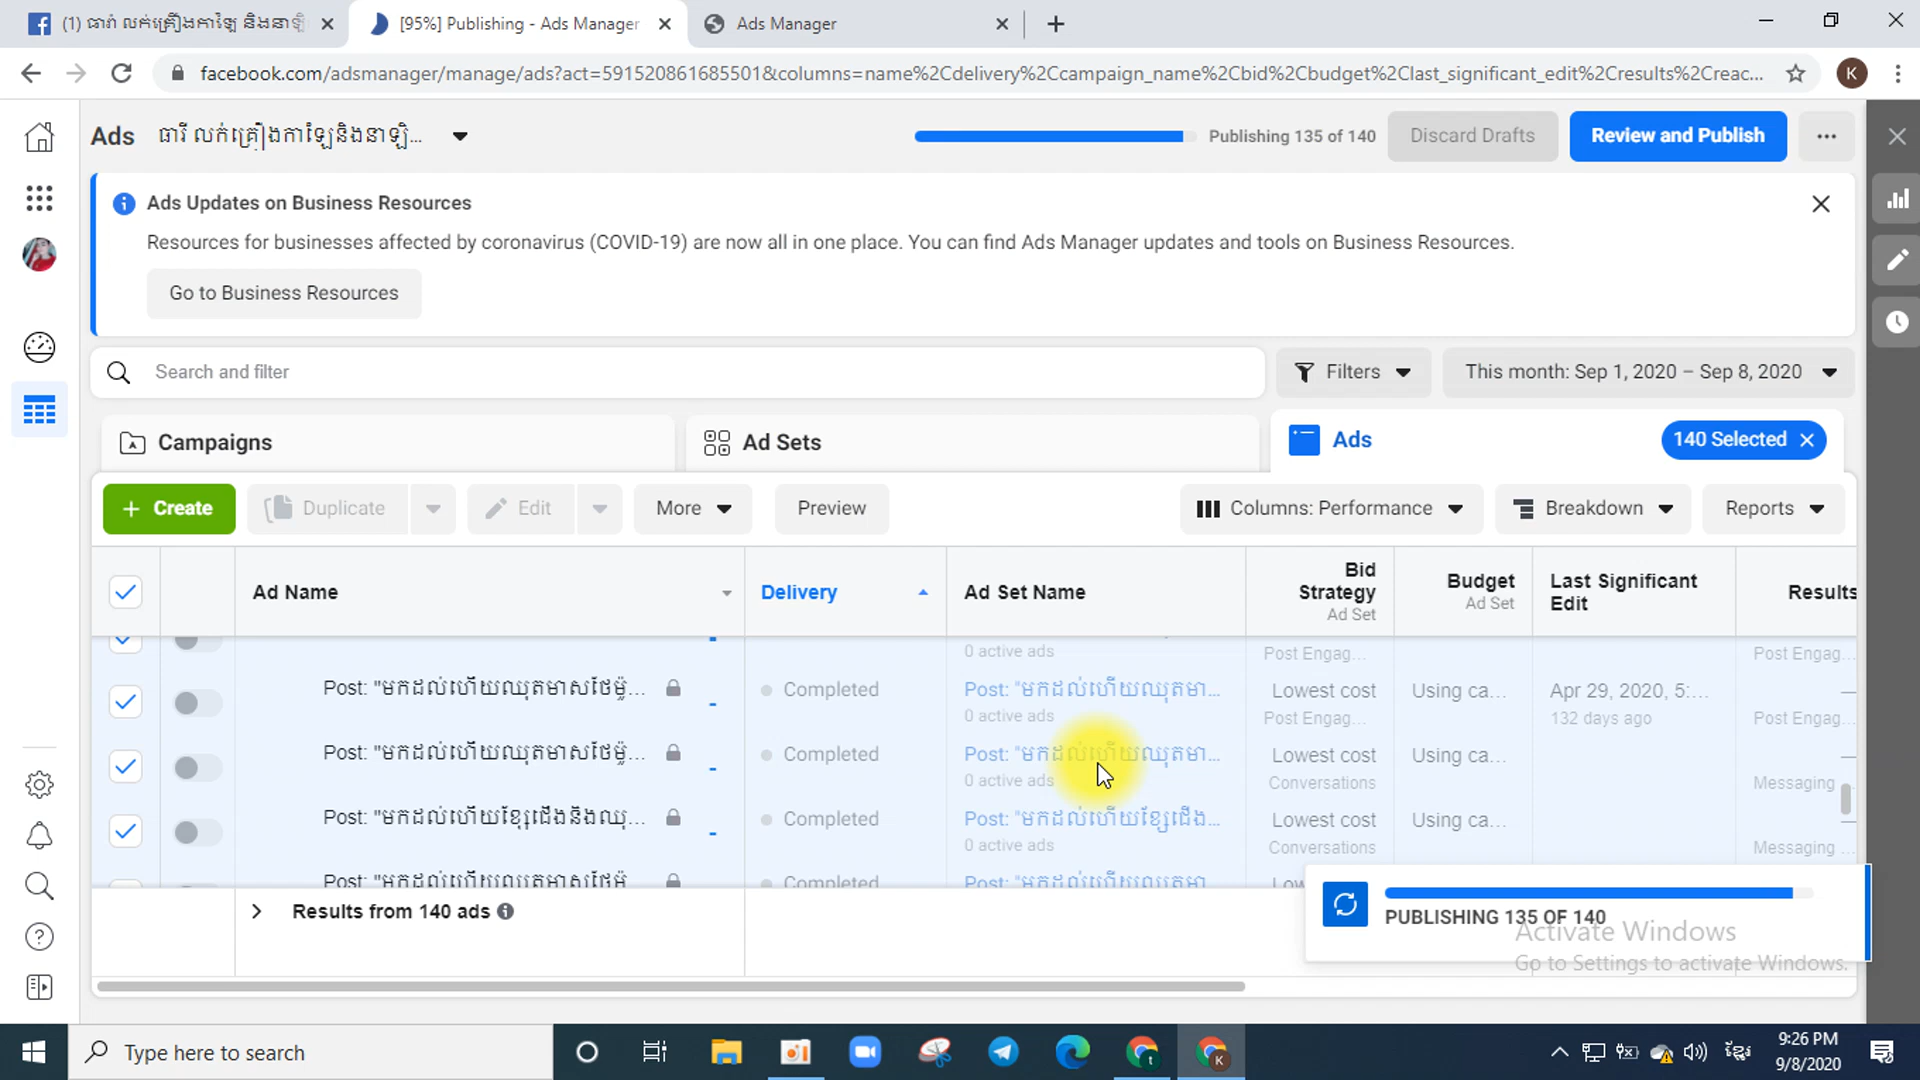 (1) ធារ៉ា លក់គ្រឿងកាឡៃ និងនាឡិ
[95%] Publishing - Ads Manager
Ads Manager
facebook.com/adsmanager/manage/ads?act=591520861685501&columns=name%2Cdelivery%2Ccampaign_name%2Cbid%2Cbudget%2Clast_significant_edit%2Cresults%2Creac...
K
Ads
ធារី លក់គ្រឿងកាឡៃនិងនាឡិ...
Publishing 135 of 140
Discard Drafts
Review and Publish
Ads Updates on Business Resources
Resources for businesses affected by coronavirus (COVID-19) are now all in one place. You can find Ads Manager updates and tools on Business Resources.
Go to Business Resources
Search and filter
Filters
This month: Sep 1, 2020 – Sep 8, 2020
Campaigns
Ad Sets
Ads
140 Selected
Create
Duplicate
Edit
More
Preview
Columns: Performance
Breakdown
Reports
Ad Name
Delivery
Ad Set Name
Bid Strategy
Ad Set
Budget
Ad Set
Last Significant Edit
Results
0 active ads
Post Engag...
Post Engag...
Post: "មកដល់ហើយឈុតមាសថៃម៉ូ...
Completed
Post: "មកដល់ហើយឈុតមា...
0 active ads
Lowest cost
Post Engag...
Using ca...
Apr 29, 2020, 5:...
132 days ago
Post Engag...
Post: "មកដល់ហើយឈុតមាសថៃម៉ូ...
Completed
Post: "មកដល់ហើយឈុតមា...
0 active ads
Lowest cost
Conversations
Using ca...
Messaging
Post: "មកដល់ហើយខ្សែជើងនិងឈុ...
Completed
Post: "មកដល់ហើយខ្សែជើង...
0 active ads
Lowest cost
Conversations
Using ca...
Messaging ...
Post: "មកដល់ហើយឈុតមាសថៃម៉ូ
Completed
Post: "មកដល់ហើយឈុតមា
Results from 140 ads
PUBLISHING 135 OF 140
Activate Windows
Go to Settings to activate Windows.
Type here to search
ខ្មែរ
9:26 PM
9/8/2020